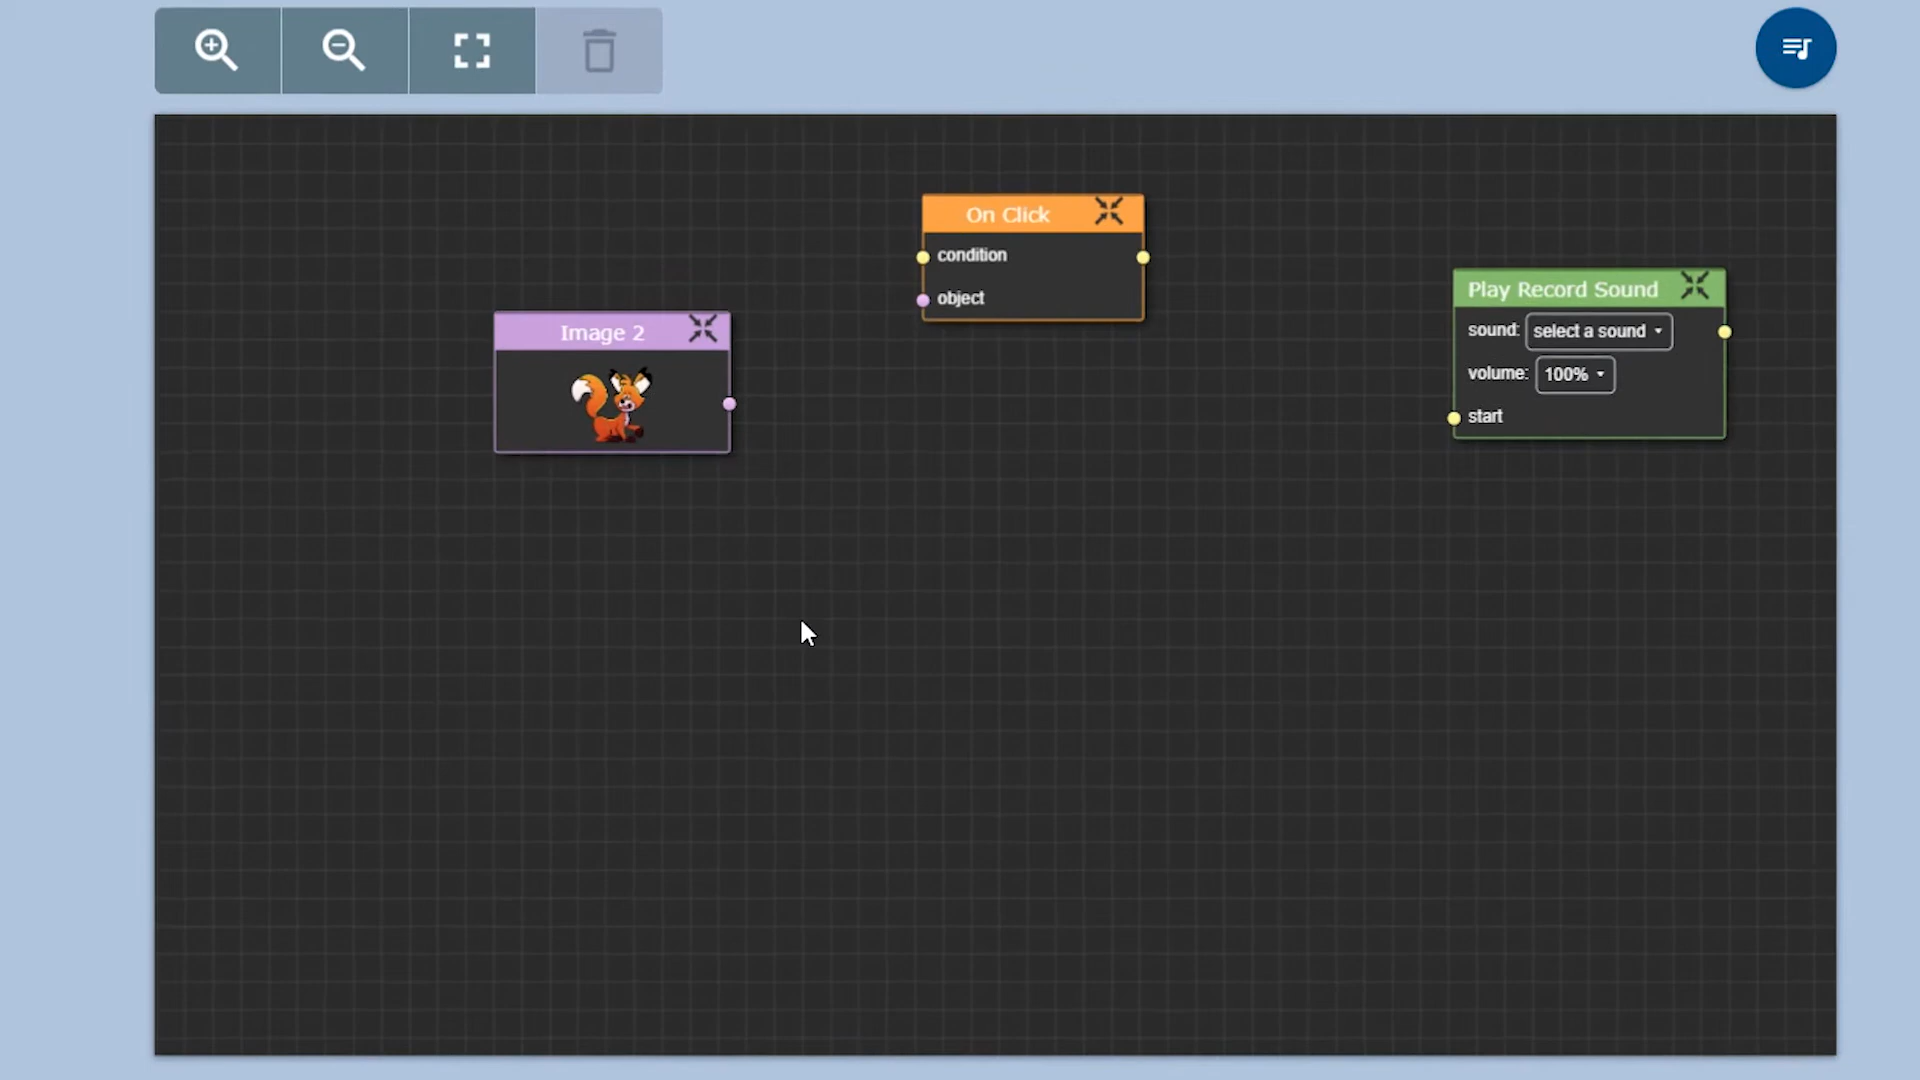 On Click
condition
object
Image 2
Play Record Sound
sound: select a sound
volume: 100%
start